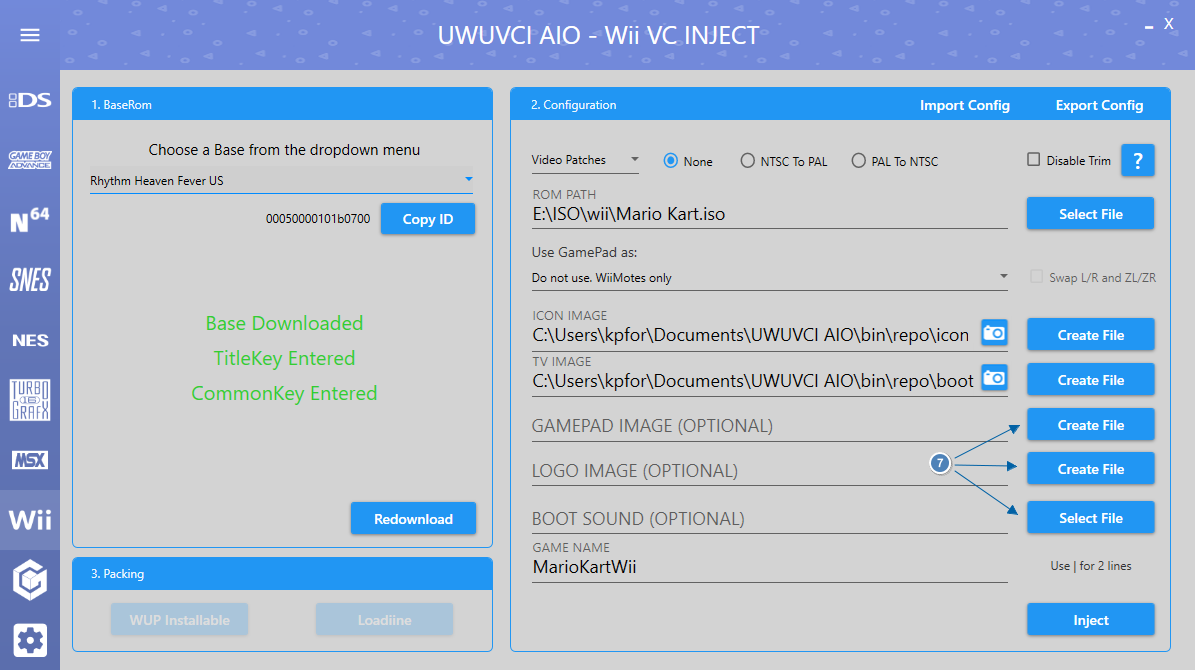 UWUVCI AIO - Wii VC INJECT
X
DS
GAME BOY ADVANCE
N64
SNES
NES
TURBO GRAFX
MSX
Wii
1. BaseRom
Choose a Base from the dropdown menu
Rhythm Heaven Fever US
00050000101b0700
Copy ID
Base Downloaded
TitleKey Entered
CommonKey Entered
Redownload
3. Packing
WUP Installable
Loadiine
2. Configuration
Import Config
Export Config
Video Patches
None
NTSC To PAL
PAL To NTSC
Disable Trim
?
ROM PATH
E:\ISO\wii\Mario Kart.iso
Select File
Use GamePad as:
Do not use. WiiMotes only
Swap L/R and ZL/ZR
ICON IMAGE
C:\Users\kpfor\Documents\UWUVCI AIO\bin\repo\icon
Create File
TV IMAGE
C:\Users\kpfor\Documents\UWUVCI AIO\bin\repo\boot
Create File
GAMEPAD IMAGE (OPTIONAL)
Create File
7
LOGO IMAGE (OPTIONAL)
Create File
BOOT SOUND (OPTIONAL)
Select File
GAME NAME
MarioKartWii
Use | for 2 lines
Inject